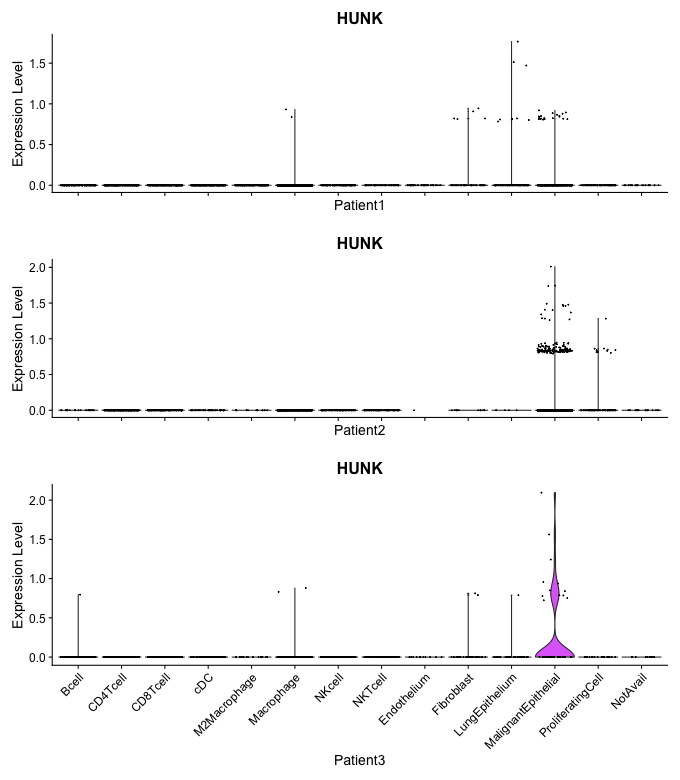 HUNK
Expression Level
1.5
1.0
0.5
0.0
Patient1
HUNK
Expression Level
2.0
1.5
1.0
0.5
0.0
Patient2
HUNK
Expression Level
2.0
1.5
1.0
0.5
0.0
Bcell
CD4Tcell
CD8Tcell
cDC
M2Macrophage
Macrophage
NKcell
NKTcell
Endothelium
Fibroblast
LungEpithelium
MalignantEpithelial
ProliferatingCell
NotAvail
Patient3